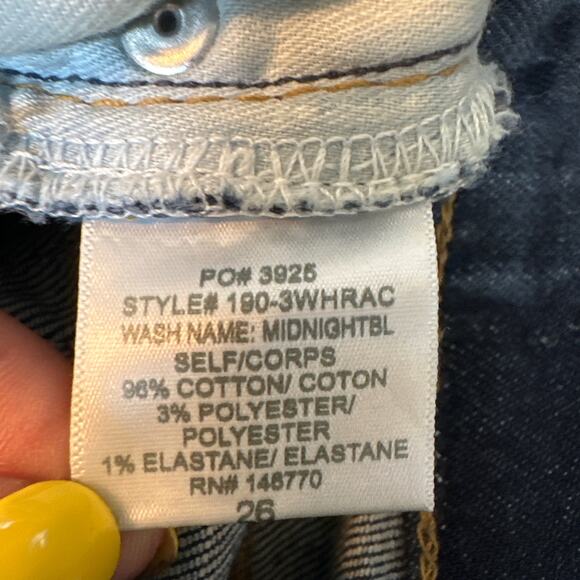 PO# 3925
STYLE# 190-3WHRAC
WASH NAME: MIDNIGHTBL
SELF/CORPS
96% COTTON/ COTON
3% POLYESTER/
POLYESTER
1% ELASTANE/ ELASTANE
RN# 146770
26